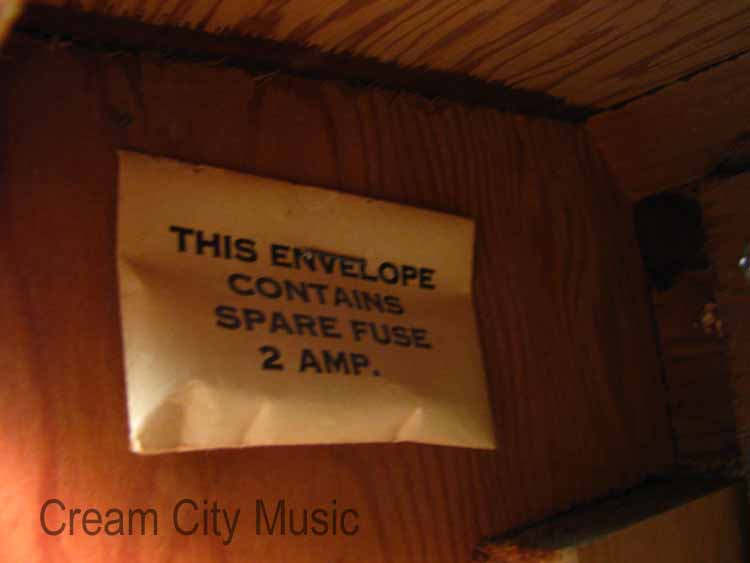 THIS ENVELOPE
CONTAINS
SPARE FUSE
2 AMP.
Cream City Music